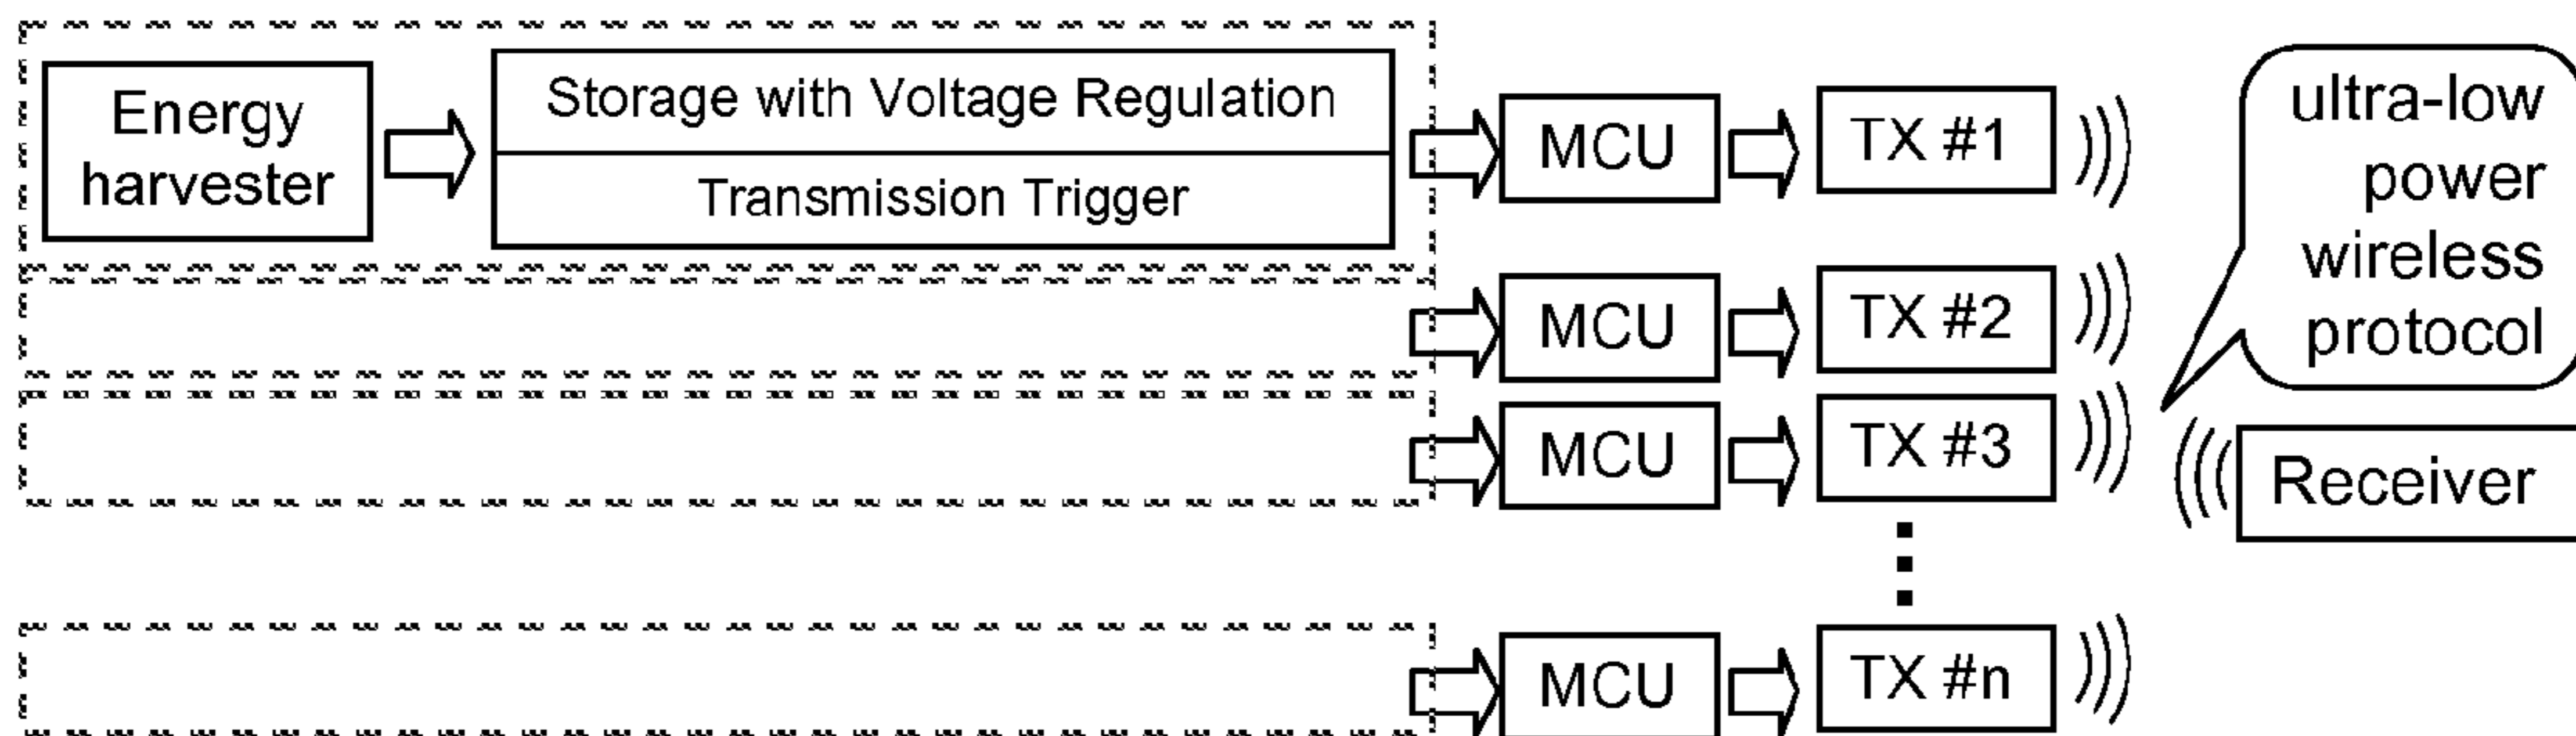 Energy
harvester
Storage with Voltage Regulation
Transmission Trigger
MCU
TX #1
MCU
TX #2
MCU
TX #3
MCU
TX #n
ultra-low
power
wireless
protocol
Receiver